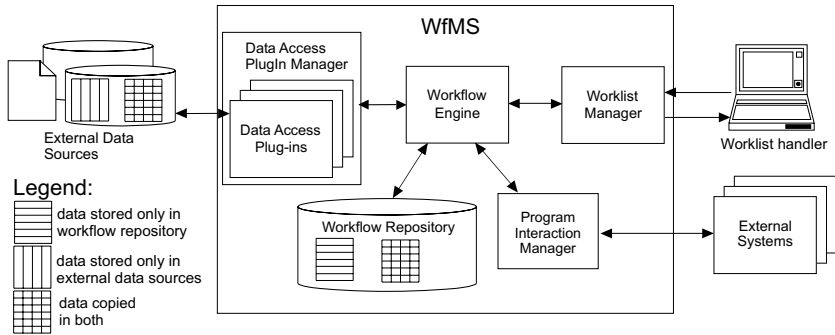 WfMS
Data Access
PlugIn Manager
Data Access
Plug-ins
Workflow
Engine
Worklist
Manager
Worklist handler
External Data
Sources
Workflow Repository
Program
Interaction
Manager
External
Systems
Legend:
data stored only in
workflow repository
data stored only in
external data sources
data copied
in both